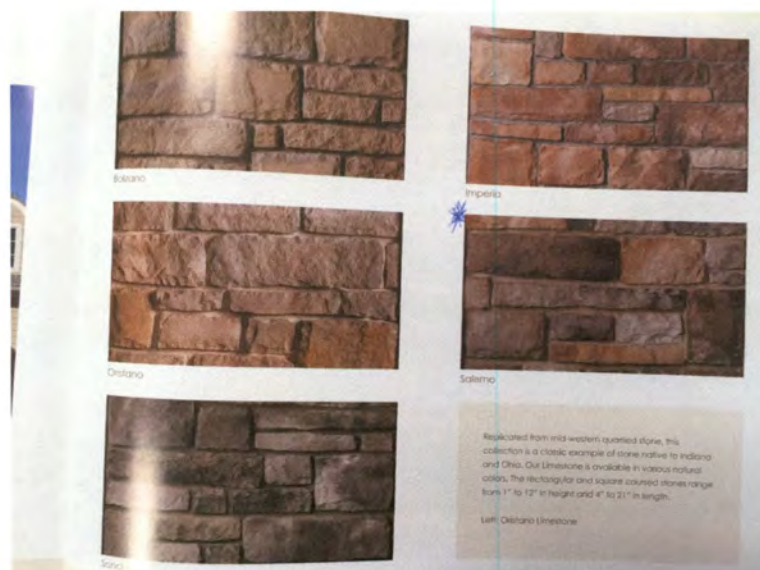 Bolzano
Imperia
Oristano
Salerno
Replicated from mid-western quarried stone, this
collection is a classic example of stone native to Indiana
and Ohio. Our Limestone is available in various natural
colors. The rectangular and square coursed stones range
from 1" to 12" in height and 4" to 21" in length.
Left: Oristano Limestone